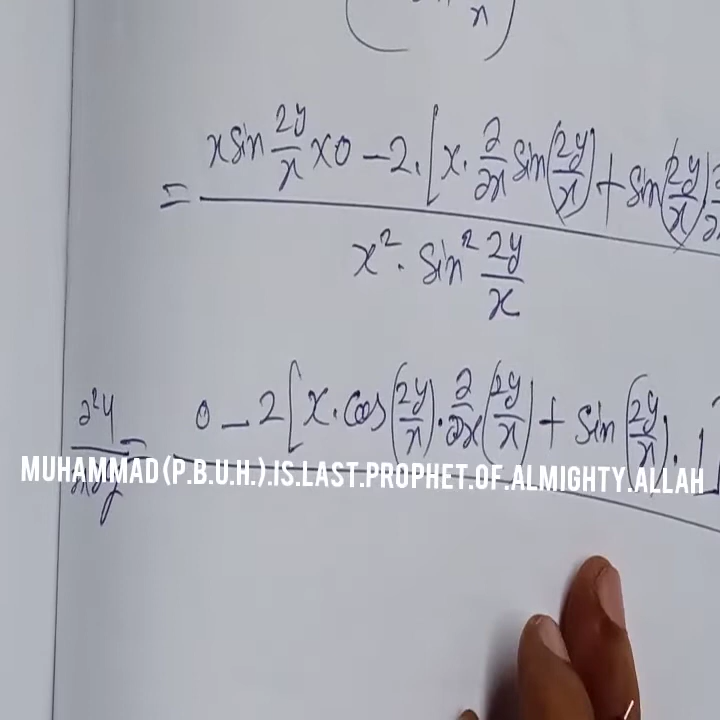 x
= x sin 2y/x × 0 − 2 · [x · ∂/∂x sin (2y/x) + sin (2y/x) ∂
x² · sin² 2y/x
∂²u 0 − 2 [x · cos (2y/x) · ∂/∂x (2y/x) + sin (2y/x) · 1]
=
MUHAMMAD (P.B.U.H.).IS.LAST.PROPHET.OF.ALMIGHTY.ALLAH